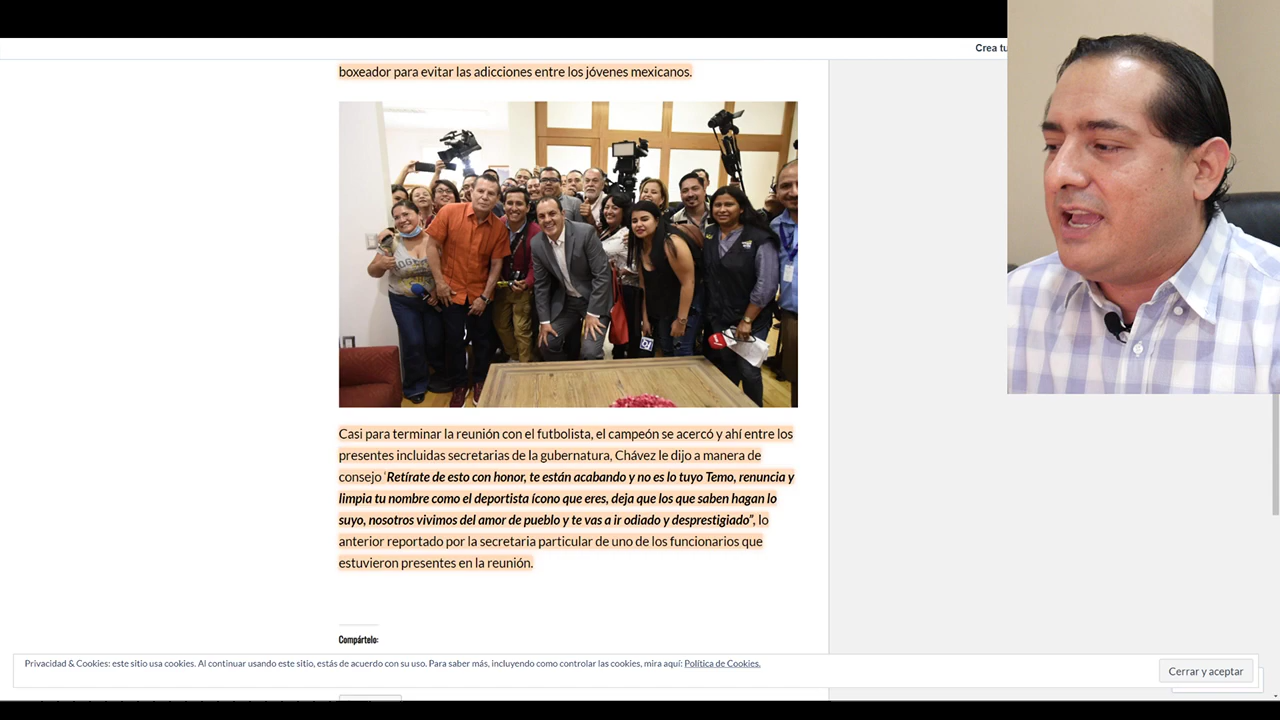 Crea tu
boxeador para evitar las adicciones entre los jóvenes mexicanos.
Casi para terminar la reunión con el futbolista, el campeón se acercó y ahí entre los
presentes incluidas secretarias de la gubernatura, Chávez le dijo a manera de
consejo ‘Retírate de esto con honor, te están acabando y no es lo tuyo Temo, renuncia y
limpia tu nombre como el deportista ícono que eres, deja que los que saben hagan lo
suyo, nosotros vivimos del amor de pueblo y te vas a ir odiado y desprestigiado”, lo
anterior reportado por la secretaria particular de uno de los funcionarios que
estuvieron presentes en la reunión.
Compártelo:
Privacidad & Cookies: este sitio usa cookies. Al continuar usando este sitio, estás de acuerdo con su uso. Para saber más, incluyendo como controlar las cookies, mira aquí: Política de Cookies.
Cerrar y aceptar